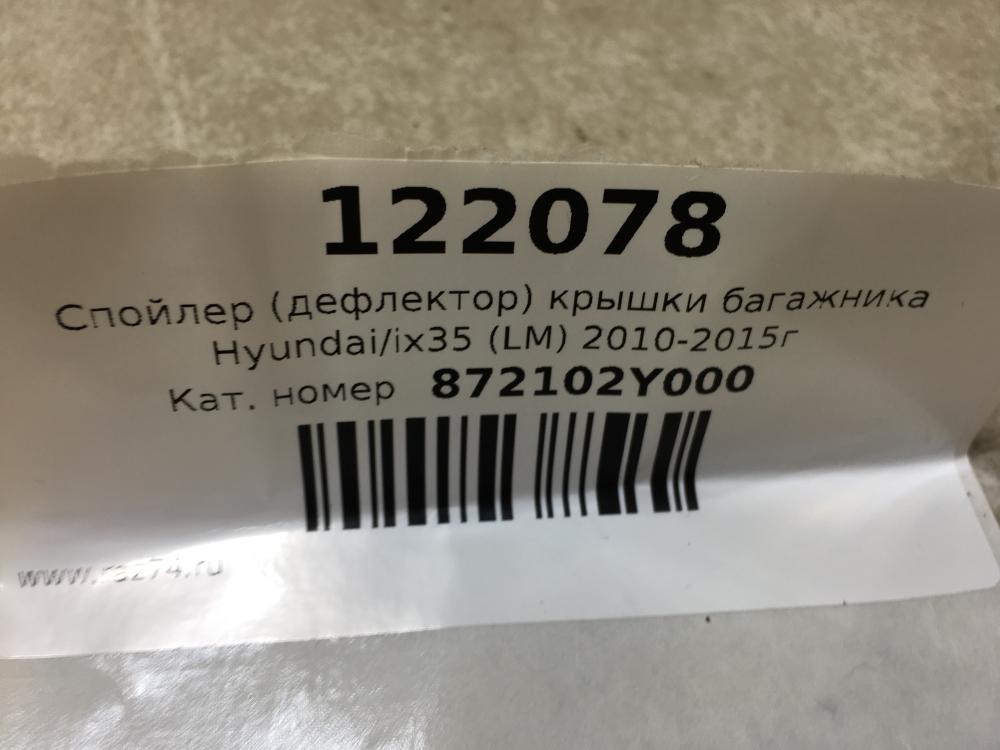 122078
Спойлер (дефлектор) крышки багажника
Hyundai/ix35 (LM) 2010-2015г
Кат. номер 872102Y000